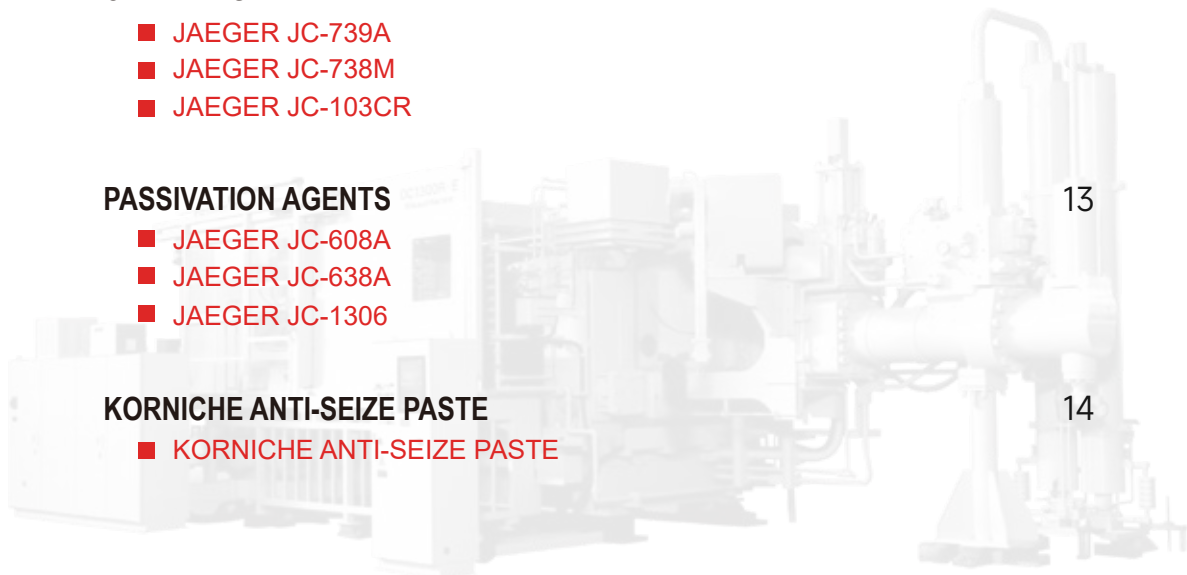 JAEGER JC-739A
JAEGER JC-738M
JAEGER JC-103CR
PASSIVATION AGENTS 13
JAEGER JC-608A
JAEGER JC-638A
JAEGER JC-1306
KORNICHE ANTI-SEIZE PASTE 14
KORNICHE ANTI-SEIZE PASTE